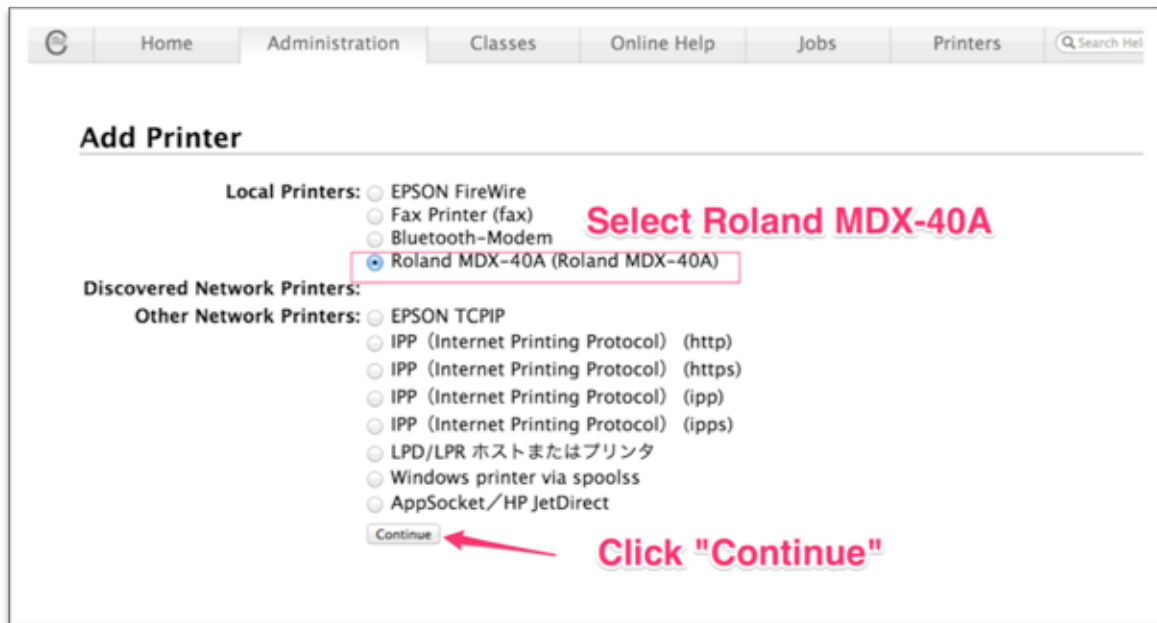 Home Administration Classes Online Help Jobs Printers Search Hel
Add Printer
Local Printers: EPSON FireWire
Fax Printer (fax)
Bluetooth-Modem
Select Roland MDX-40A
Roland MDX-40A (Roland MDX-40A)
Discovered Network Printers:
Other Network Printers: EPSON TCPIP
IPP（Internet Printing Protocol） (http)
IPP（Internet Printing Protocol） (https)
IPP（Internet Printing Protocol） (ipp)
IPP（Internet Printing Protocol） (ipps)
LPD/LPR ホストまたはプリンタ
Windows printer via spoolss
AppSocket／HP JetDirect
Continue
Click "Continue"